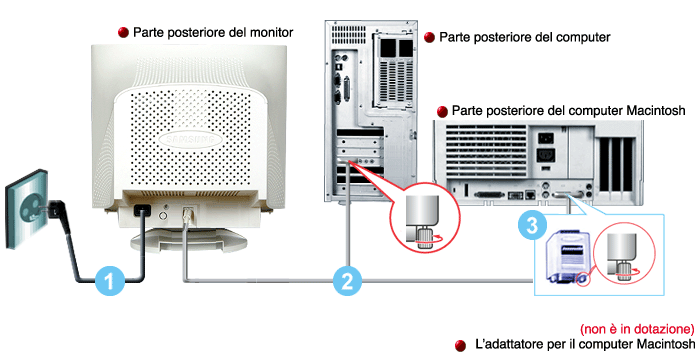 Parte posteriore del monitor
Parte posteriore del computer
Parte posteriore del computer Macintosh
1
2
3
(non è in dotazione)
L'adattatore per il computer Macintosh